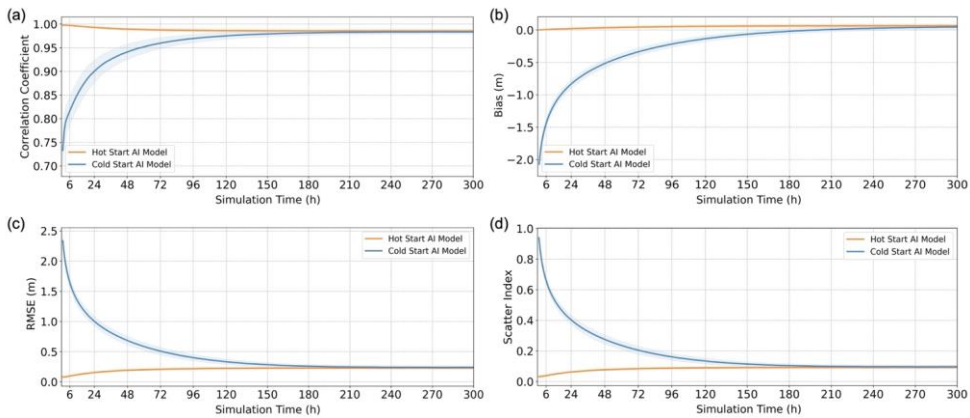 (a)
1.00
0.95
0.90
0.85
0.80
0.75
0.70
Correlation Coefficient
Hot Start AI Model
Cold Start AI Model
6 24 48 72 96 120 150 180 210 240 270 300
Simulation Time (h)
(b)
0.0
−0.5
−1.0
−1.5
−2.0
Bias (m)
Hot Start AI Model
Cold Start AI Model
6 24 48 72 96 120 150 180 210 240 270 300
Simulation Time (h)
(c)
2.5
2.0
1.5
1.0
0.5
0.0
RMSE (m)
Hot Start AI Model
Cold Start AI Model
6 24 48 72 96 120 150 180 210 240 270 300
Simulation Time (h)
(d)
1.0
0.8
0.6
0.4
0.2
0.0
Scatter Index
Hot Start AI Model
Cold Start AI Model
6 24 48 72 96 120 150 180 210 240 270 300
Simulation Time (h)